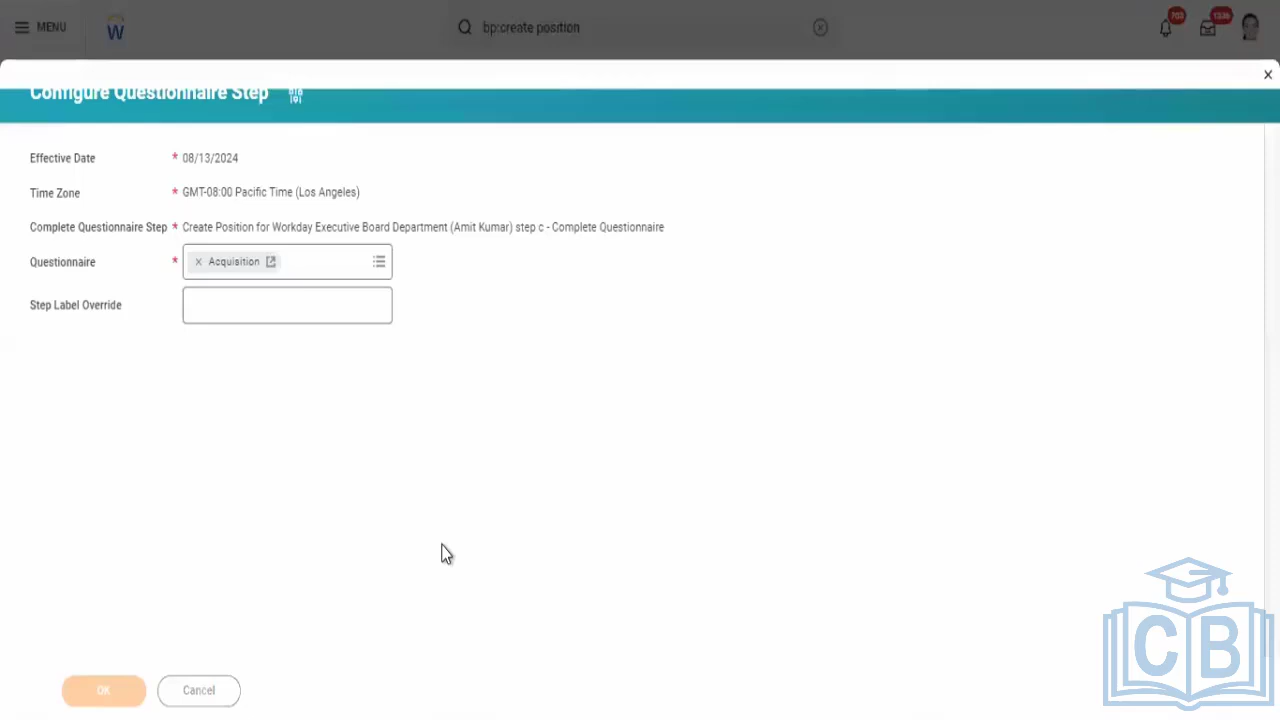 MENU
W
bp:create position
703
1336
Configure Questionnaire Step
Effective Date * 08/13/2024
Time Zone * GMT-08:00 Pacific Time (Los Angeles)
Complete Questionnaire Step * Create Position for Workday Executive Board Department (Amit Kumar) step c - Complete Questionnaire
Questionnaire * Acquisition
Step Label Override
OK
Cancel
CB